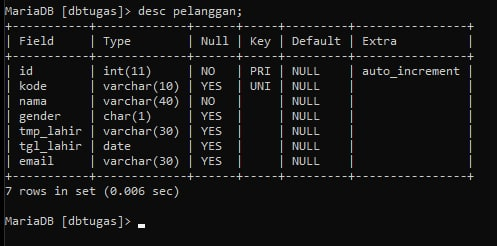 MariaDB [dbtugas]> desc pelanggan;
+-----------+-------------+------+-----+---------+----------------+
| Field     | Type        | Null | Key | Default | Extra          |
+-----------+-------------+------+-----+---------+----------------+
| id        | int(11)     | NO   | PRI | NULL    | auto_increment |
| kode      | varchar(10) | YES  | UNI | NULL    |                |
| nama      | varchar(40) | NO   |     | NULL    |                |
| gender    | char(1)     | YES  |     | NULL    |                |
| tmp_lahir | varchar(30) | YES  |     | NULL    |                |
| tgl_lahir | date        | YES  |     | NULL    |                |
| email     | varchar(30) | YES  |     | NULL    |                |
+-----------+-------------+------+-----+---------+----------------+
7 rows in set (0.006 sec)
MariaDB [dbtugas]>